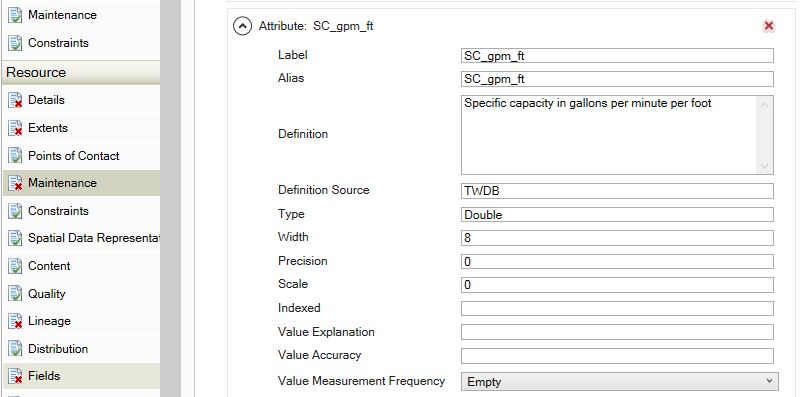 Maintenance
Constraints
Resource
Details
Extents
Points of Contact
Maintenance
Constraints
Spatial Data Representat
Content
Quality
Lineage
Distribution
Fields
Attribute: SC_gpm_ft
Label SC_gpm_ft
Alias SC_gpm_ft
Definition Specific capacity in gallons per minute per foot
Definition Source TWDB
Type Double
Width 8
Precision 0
Scale 0
Indexed
Value Explanation
Value Accuracy
Value Measurement Frequency Empty